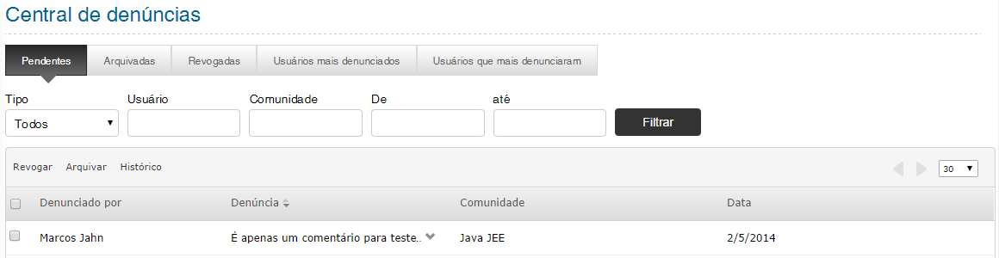 Central de denúncias
Pendentes Arquivadas Revogadas Usuários mais denunciados Usuários que mais denunciaram
Tipo Usuário Comunidade De até
Todos Filtrar
Revogar Arquivar Histórico 30
Denunciado por Denúncia Comunidade Data
Marcos Jahn É apenas um comentário para teste.. Java JEE 2/5/2014